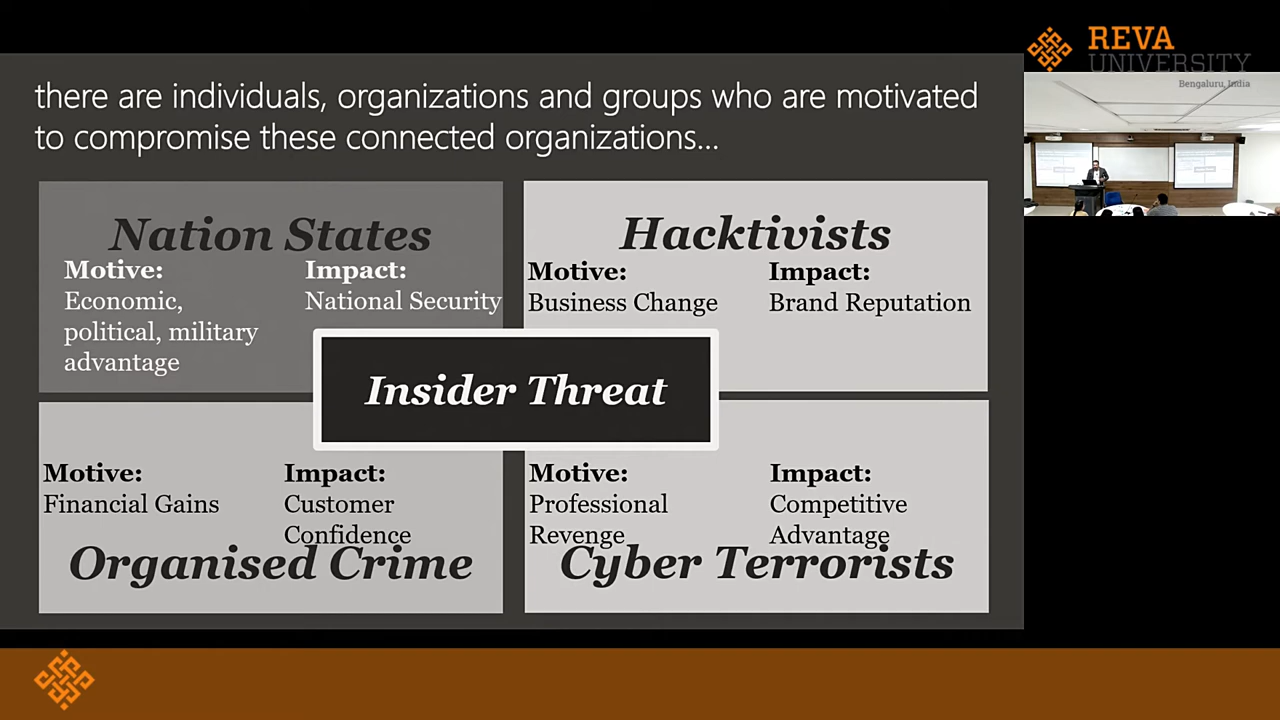 REVA
UNIVERSITY
Bengaluru, India
there are individuals, organizations and groups who are motivated
to compromise these connected organizations...
Nation States
Motive:
Economic,
political, military
advantage
Impact:
National Security
Hacktivists
Motive:
Business Change
Impact:
Brand Reputation
Insider Threat
Motive:
Financial Gains
Impact:
Customer
Confidence
Organised Crime
Motive:
Professional
Revenge
Impact:
Competitive
Advantage
Cyber Terrorists